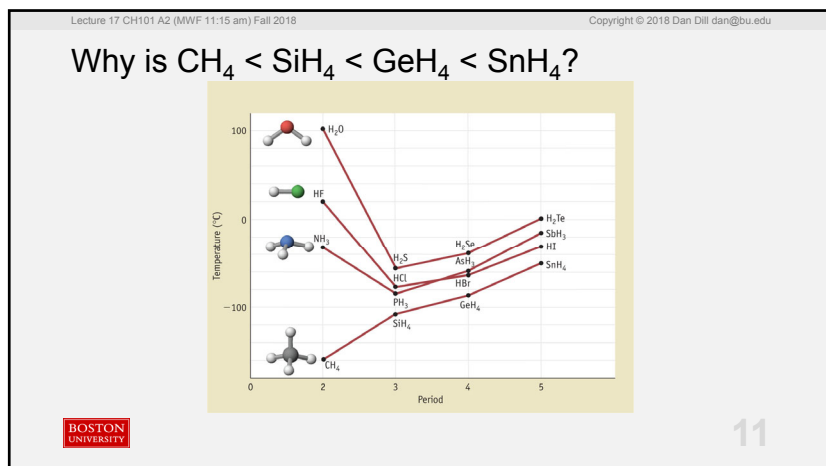 Lecture 17 CH101 A2 (MWF 11:15 am) Fall 2018
Copyright © 2018 Dan Dill dan@bu.edu
Why is CH₄ < SiH₄ < GeH₄ < SnH₄?
100
H₂O
HF
0
NH₃
H₂Te
SbH₃
HI
SnH₄
H₂Se
H₂S
AsH₃
HCl
HBr
PH₃
GeH₄
−100
SiH₄
CH₄
Temperature (°C)
0
2
3
4
5
Period
BOSTON
UNIVERSITY
11